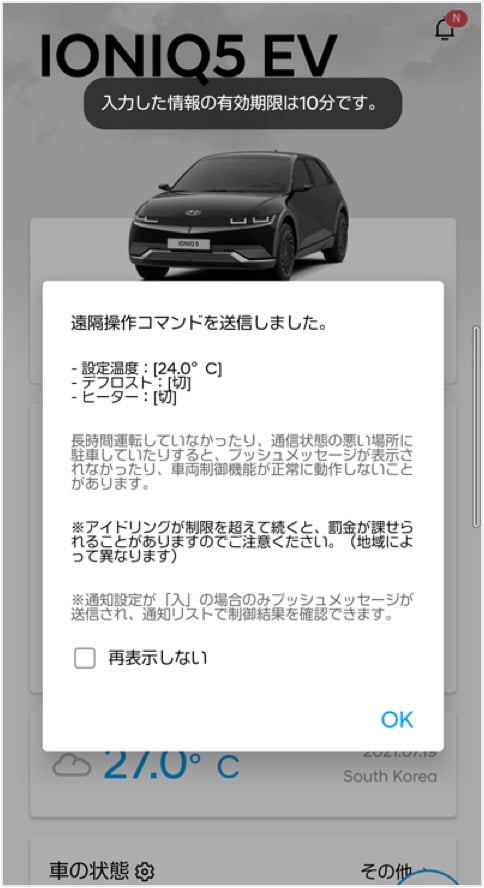 IONIQ5 EV
N
入力した情報の有効期限は10分です。
IONIQ 5
遠隔操作コマンドを送信しました。
- 設定温度：[24.0° C]
- デフロスト：[切]
- ヒーター：[切]
長時間運転していなかったり、通信状態の悪い場所に
駐車していたりすると、プッシュメッセージが表示さ
れなかったり、車両制御機能が正常に動作しないこと
があります。
※アイドリングが制限を超えて続くと、罰金が課せら
れることがありますのでご注意ください。（地域によ
って異なります）
※通知設定が「入」の場合のみプッシュメッセージが
送信され、通知リストで制御結果を確認できます。
再表示しない
OK
27.0° C
2021.07.19
South Korea
車の状態
その他